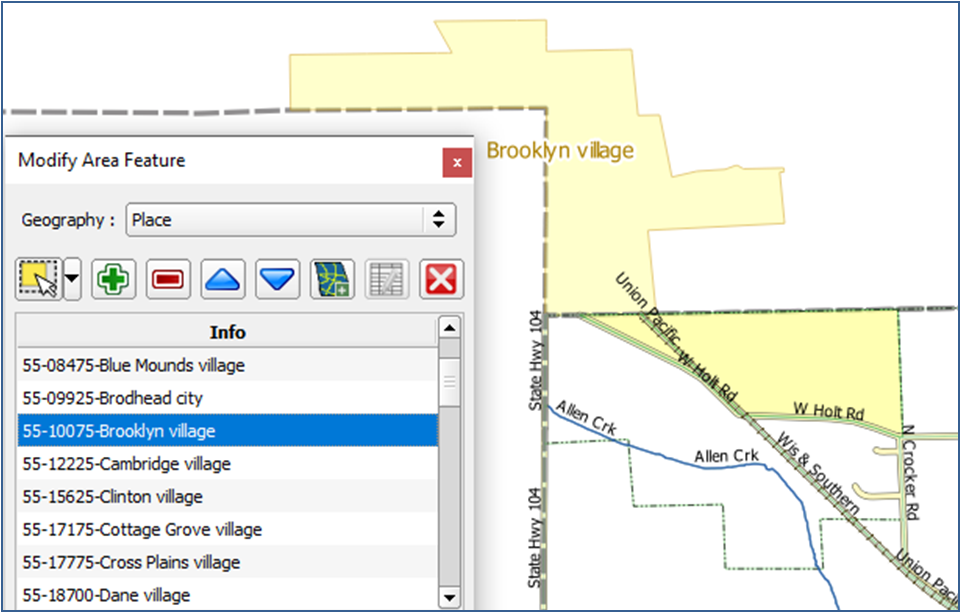 Brooklyn village
Modify Area Feature
x
Geography :
Place
Info
55-08475-Blue Mounds village
55-09925-Brodhead city
55-10075-Brooklyn village
55-12225-Cambridge village
55-15625-Clinton village
55-17175-Cottage Grove village
55-17775-Cross Plains village
55-18700-Dane village
Union Pacific
State Hwy 104
W Holt Rd
W Holt Rd
Allen Crk
Allen Crk
N Crocker Rd
Wis & Southern
State Hwy 104
Union Pacific